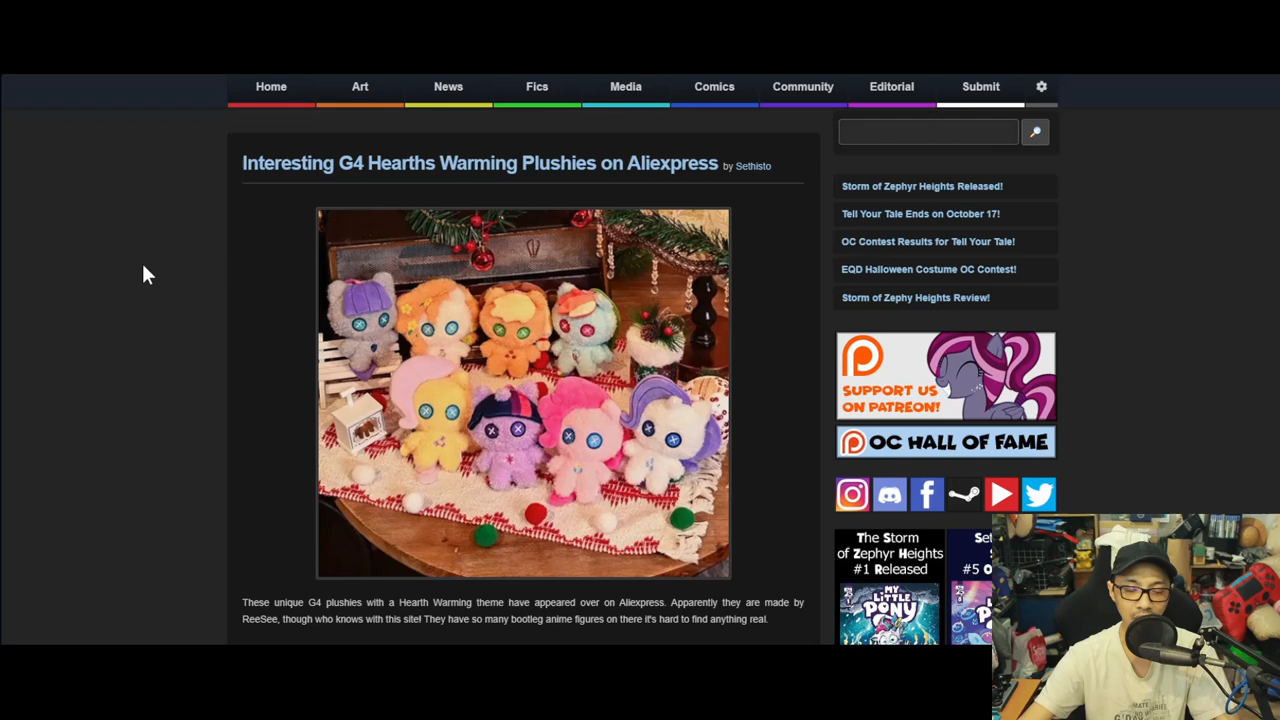 Home Art News Fics Media Comics Community Editorial Submit
Interesting G4 Hearths Warming Plushies on Aliexpress by Sethisto
These unique G4 plushies with a Hearth Warming theme have appeared over on Aliexpress. Apparently they are made by
ReeSee, though who knows with this site! They have so many bootleg anime figures on there it's hard to find anything real.
Storm of Zephyr Heights Released!
Tell Your Tale Ends on October 17!
OC Contest Results for Tell Your Tale!
EQD Halloween Costume OC Contest!
Storm of Zephy Heights Review!
SUPPORT US
ON PATREON!
OC HALL OF FAME
The Storm
of Zephyr Heights
#1 Released
MY
LITTLE
PONY
#5
MATE